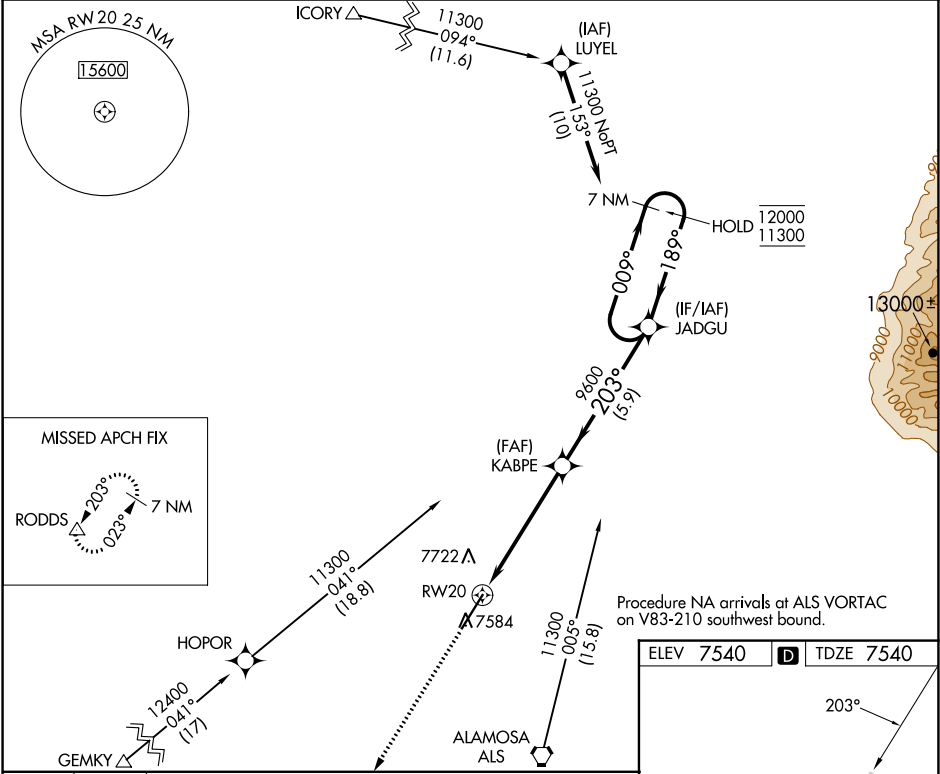 MSA RW20 25 NM
15600
ICORY
11300
094°
(11.6)
(IAF)
LUYEL
11300 NoPT
153°
(10)
7 NM
HOLD
12000
11300
009°
189°
(IF/IAF)
JADGU
13000±
9000
9000
11000
10000
9600
203°
(5.9)
(FAF)
KABPE
MISSED APCH FIX
RODDS
203°
023°
7 NM
7722
RW20
7584
11300
041°
(18.8)
HOPOR
12400
041°
(17)
GEMKY
11300
005°
(15.8)
ALAMOSA
ALS
Procedure NA arrivals at ALS VORTAC
on V83-210 southwest bound.
ELEV 7540 D TDZE 7540
203°